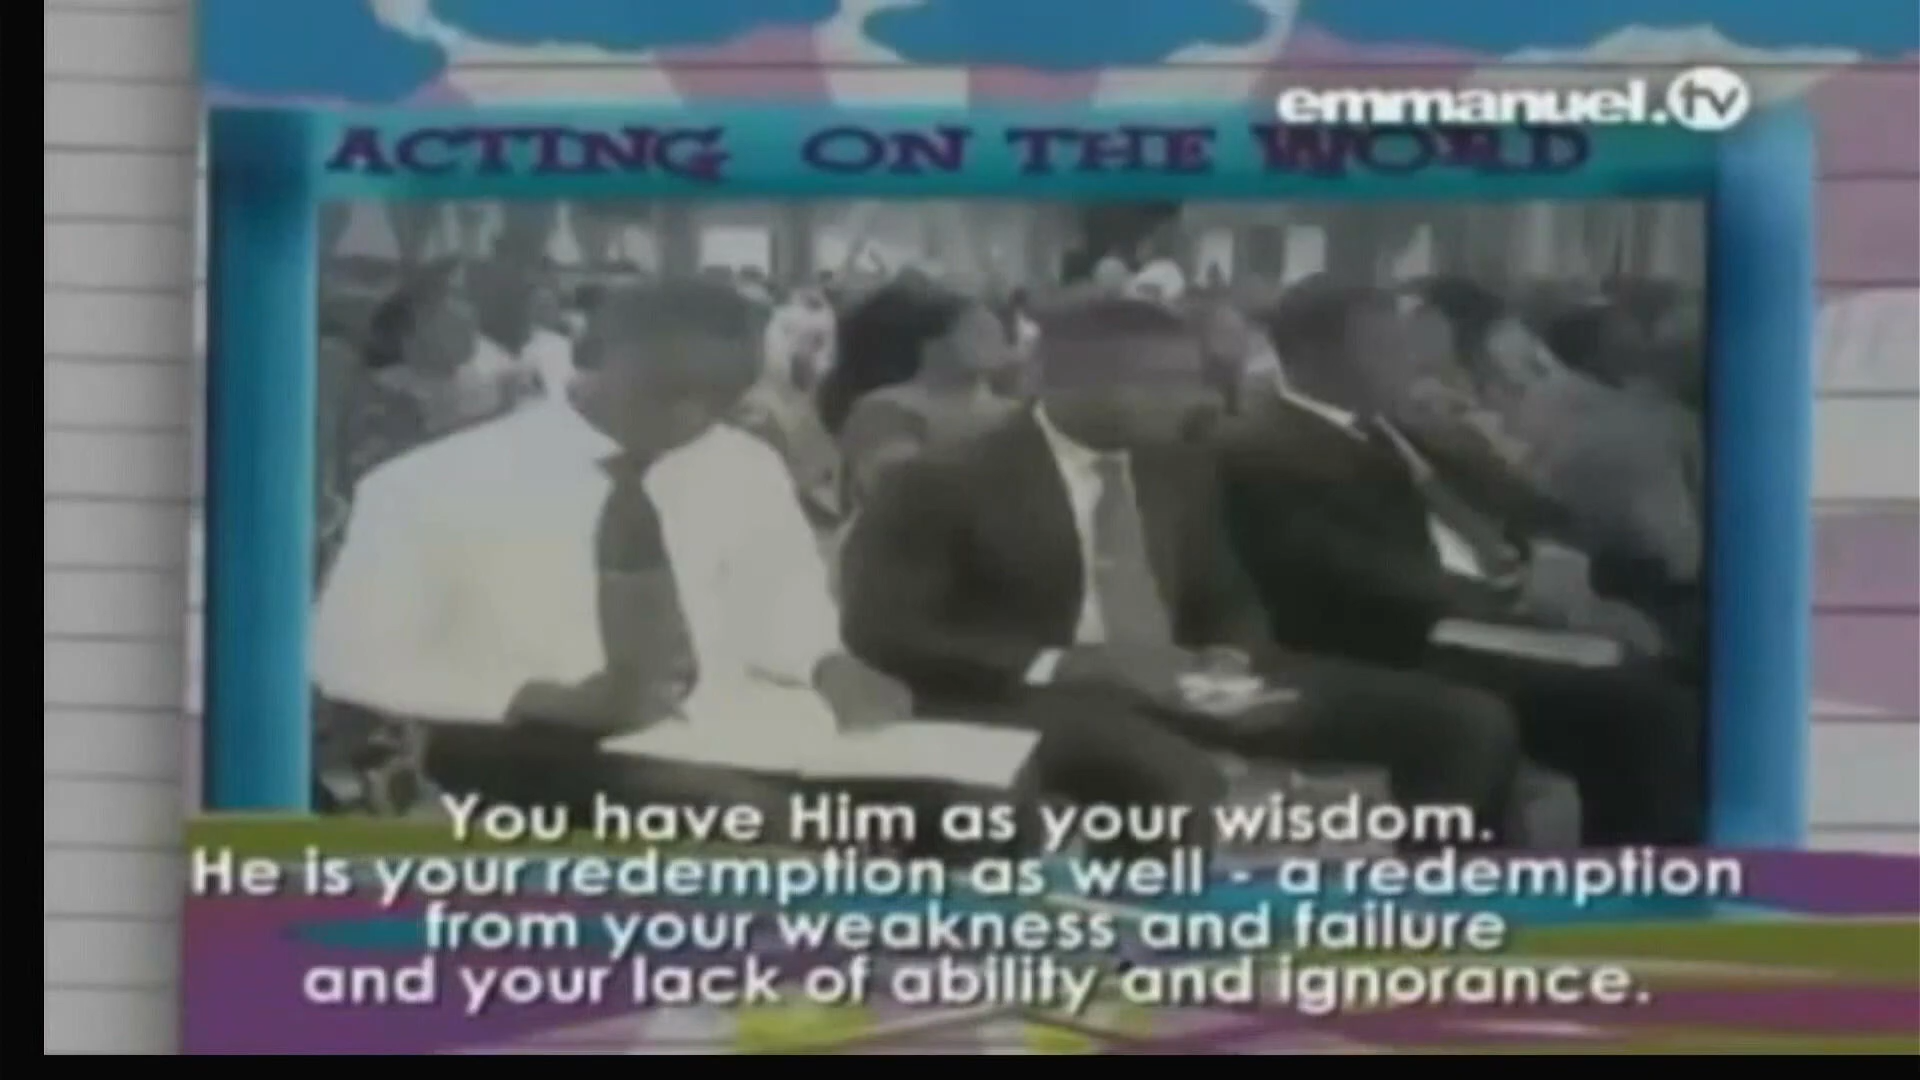 emmanuel.tv
ACTING ON THE WORD
You have Him as your wisdom.
He is your redemption as well - a redemption
from your weakness and failure
and your lack of ability and ignorance.